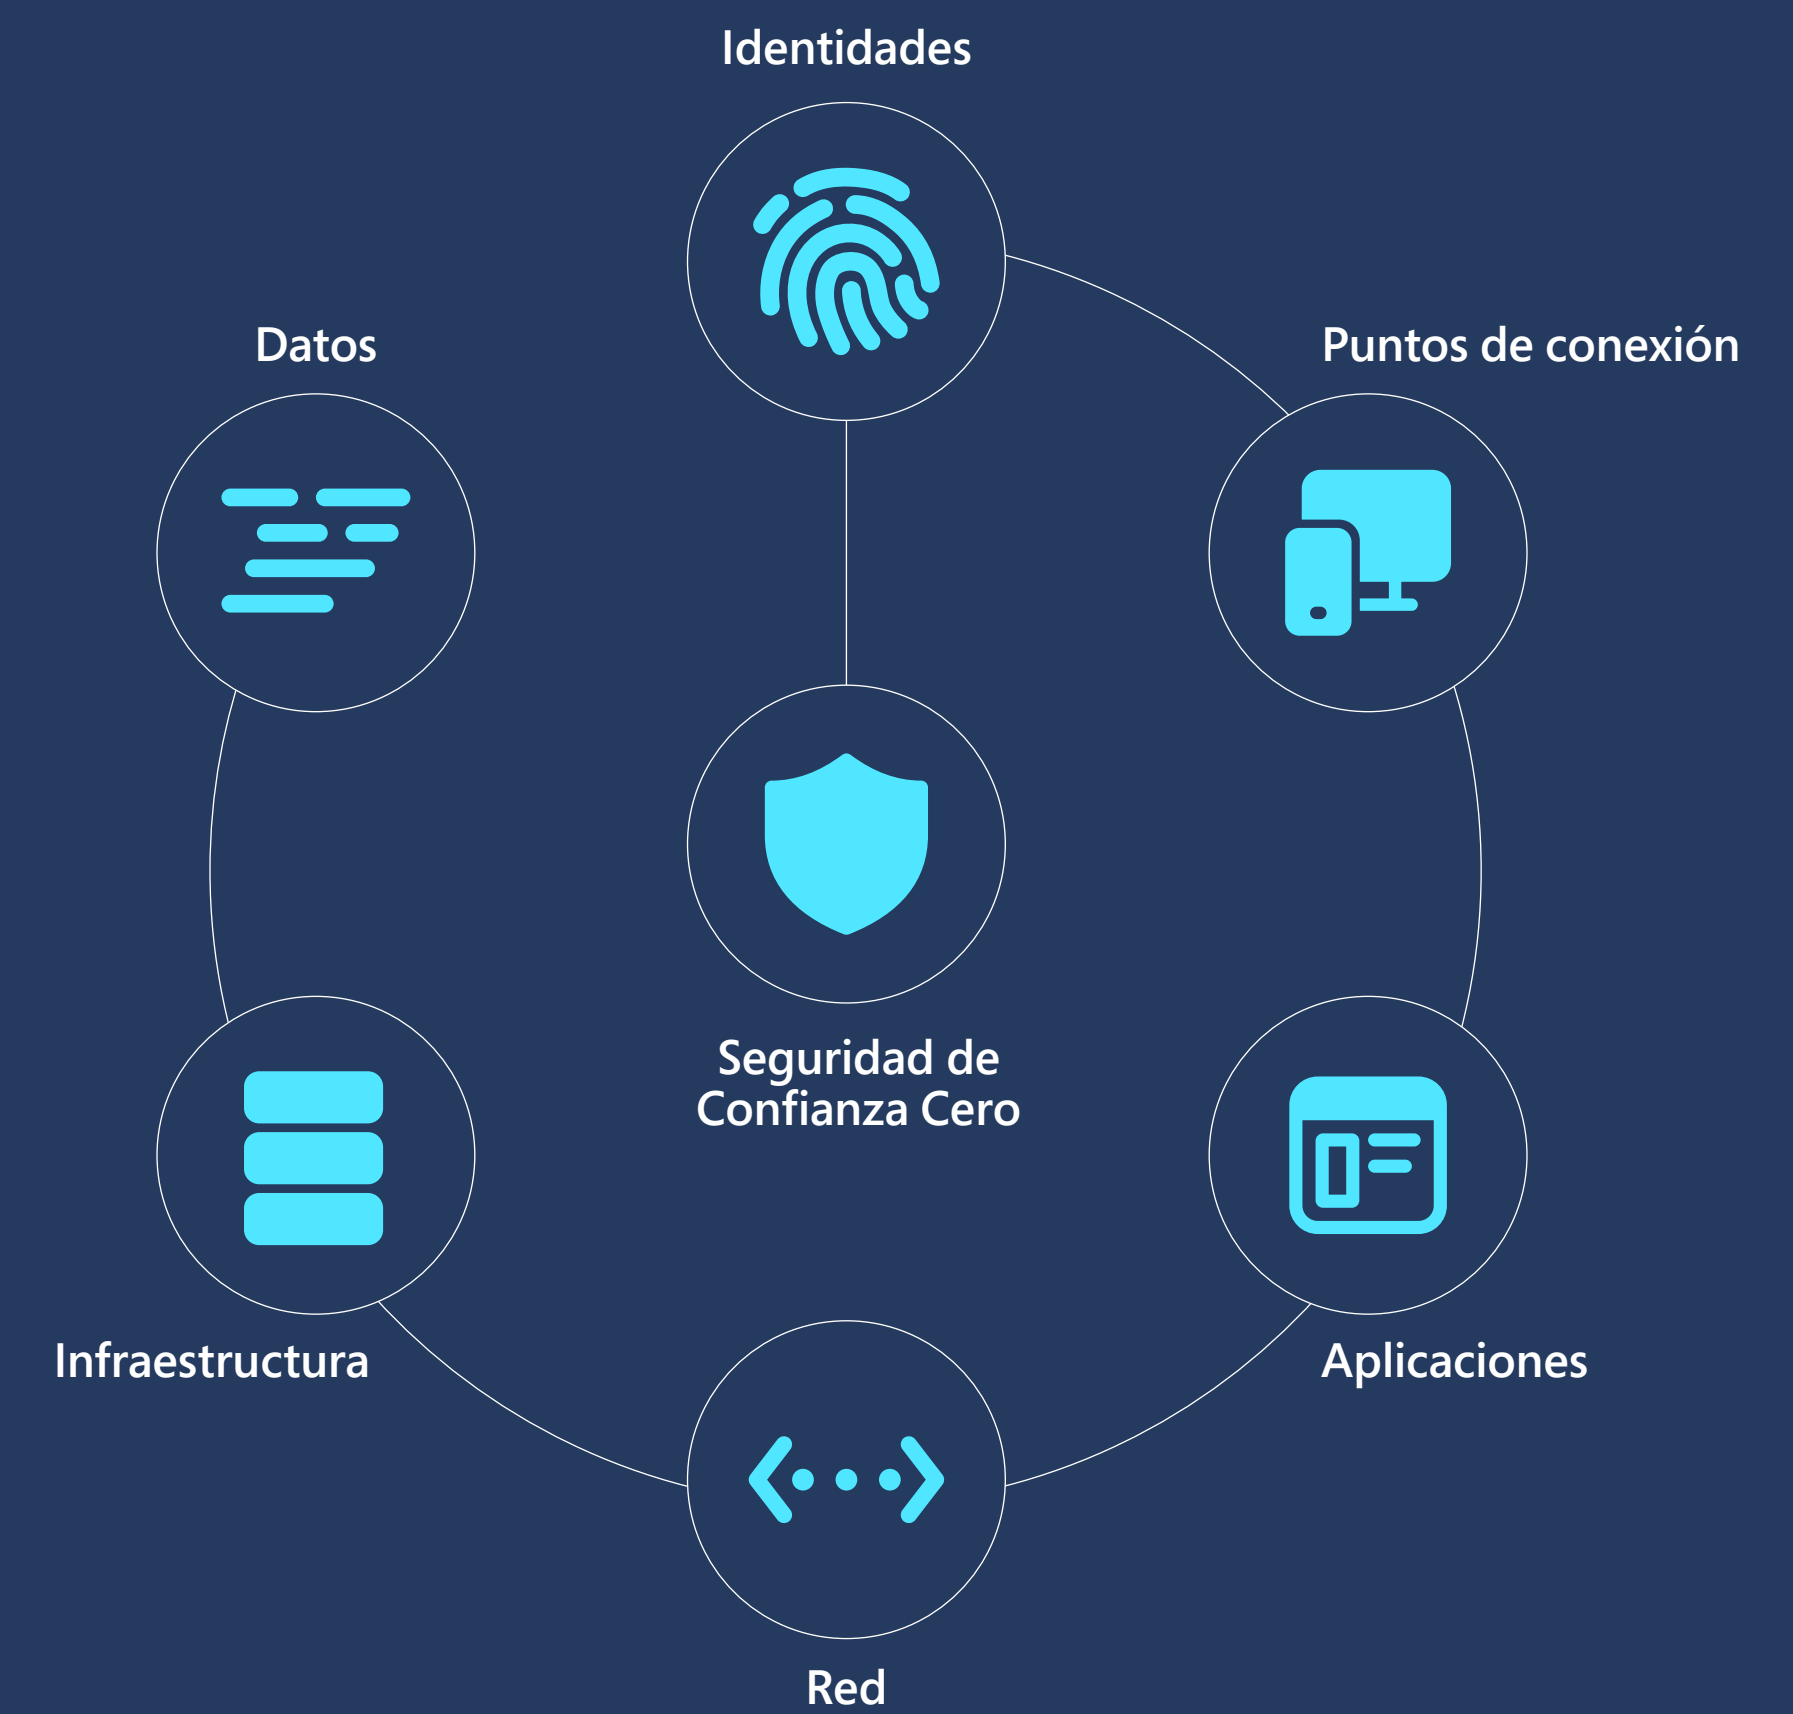 Identidades
Datos
Puntos de conexión
Seguridad de
Confianza Cero
Infraestructura
Aplicaciones
Red